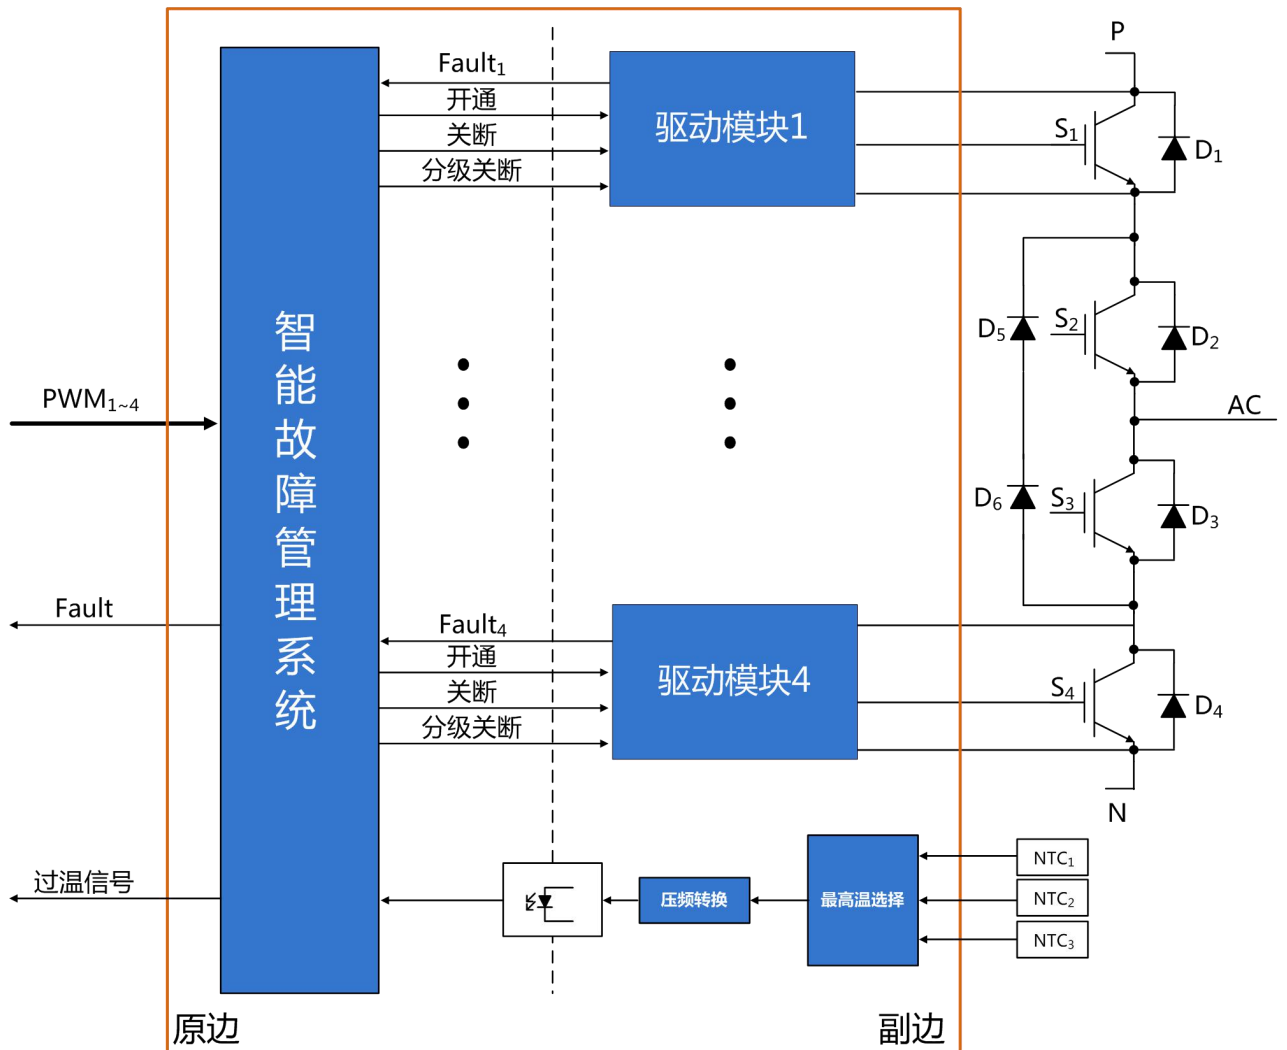 P
Fault₁
开通
关断
分级关断
驱动模块1
S₁
D₁
智能故障管理系统
D₅
S₂
D₂
PWM₁~₄
AC
D₆
S₃
D₃
Fault
Fault₄
开通
关断
分级关断
驱动模块4
S₄
D₄
N
过温信号
压频转换
最高温选择
NTC₁
NTC₂
NTC₃
原边
副边